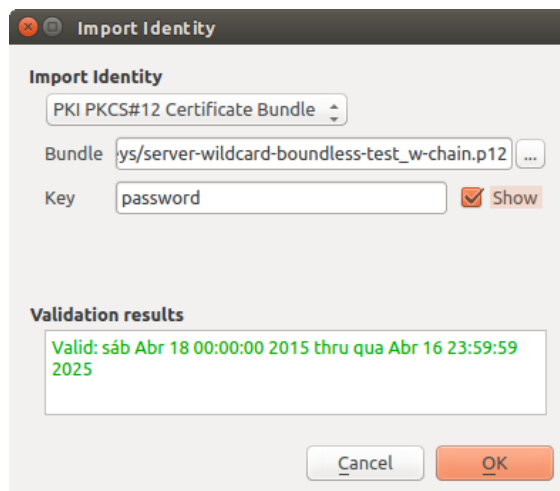 Import Identity
Import Identity
PKI PKCS#12 Certificate Bundle
Bundle ys/server-wildcard-boundless-test_w-chain.p12 ...
Key password Show
Validation results
Valid: sáb Abr 18 00:00:00 2015 thru qua Abr 16 23:59:59
2025
Cancel OK